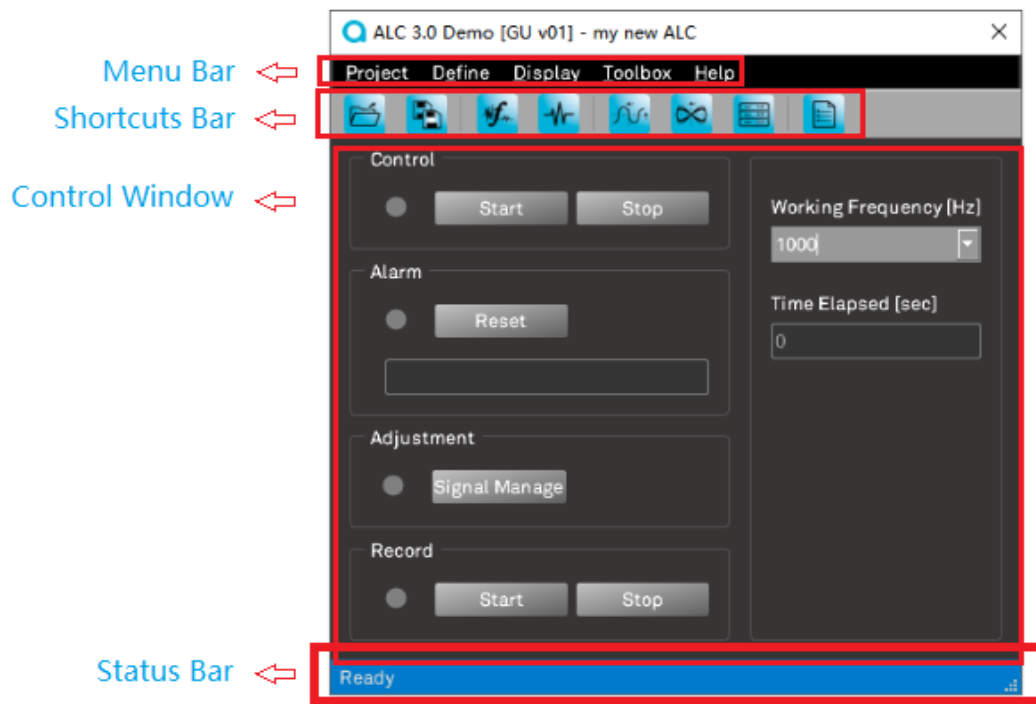 ALC 3.0 Demo [GU v01] - my new ALC
Menu Bar
Project Define Display Toolbox Help
Shortcuts Bar
Control Window
Control
Start Stop
Working Frequency [Hz]
1000
Alarm
Reset
Time Elapsed [sec]
0
Adjustment
Signal Manage
Record
Start Stop
Status Bar
Ready